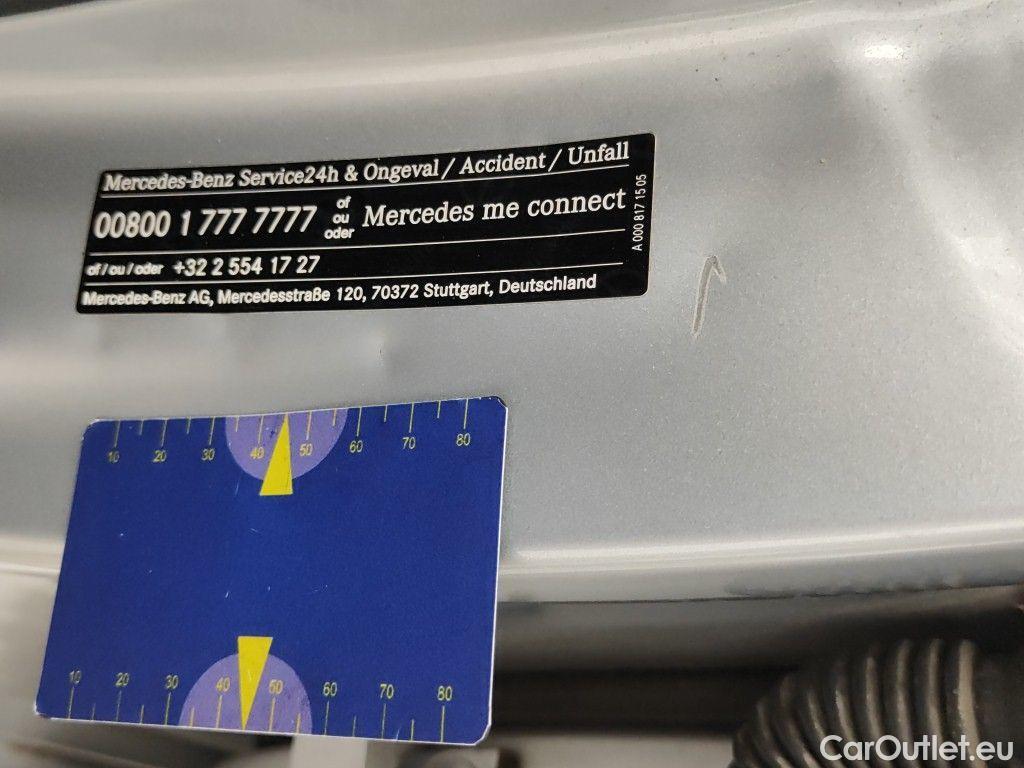 Mercedes-Benz Service24h & Ongeval / Accident / Unfall
00800 1 777 7777 of ou oder Mercedes me connect
of / ou / oder +32 2 554 17 27
Mercedes-Benz AG, Mercedesstraße 120, 70372 Stuttgart, Deutschland
A 000 817 15 05
10 20 30 40 50 60 70 80
10 20 30 40 50 60 70 80
CarOutlet.eu